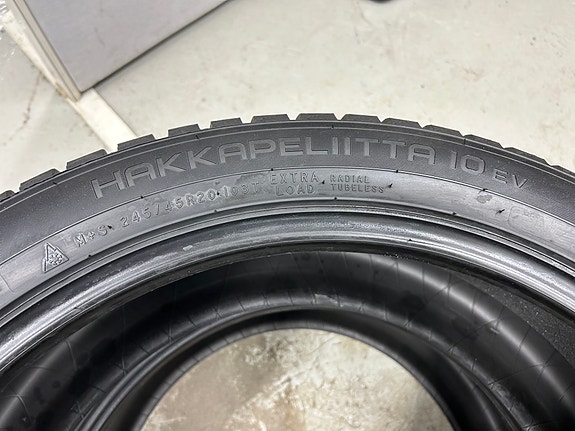 HAKKAPELIITTA 10 EV
M+S 245/45R20 103T EXTRA LOAD RADIAL TUBELESS